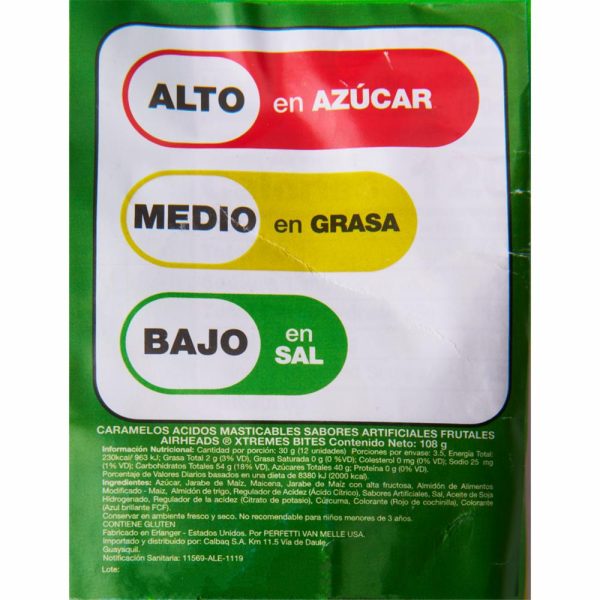 ALTO en AZÚCAR
MEDIO en GRASA
BAJO en SAL
CARAMELOS ACIDOS MASTICABLES SABORES ARTIFICIALES FRUTALES
AIRHEADS ® XTREMES BITES Contenido Neto: 108 g
Información Nutricional: Cantidad por porción: 30 g (12 unidades) Porciones por envase: 3.5, Energía Total:
230kcal/ 963 kJ; Grasa Total 2 g (3% VD), Grasa Saturada 0 g (0 %VD); Colesterol 0 mg (0% VD); Sodio 25 mg
(1% VD); Carbohidratos Totales 54 g (18% VD), Azúcares Totales 40 g; Proteína 0 g (0% VD).
Porcentaje de Valores Diarios basados en una dieta de 8380 kJ (2000 kcal).
Ingredientes: Azúcar, Jarabe de Maíz, Maicena, Jarabe de Maíz con alta fructosa, Almidón de Alimentos
Modificado - Maíz, Almidón de trigo, Regulador de Acidez (Ácido Cítrico), Sabores Artificiales, Sal, Aceite de Soja
Hidrogenado, Regulador de la acidez (Citrato de potasio), Cúrcuma, Colorante (Rojo de cochinilla), Colorante
(Azul brillante FCF).
Conservar en ambiente fresco y seco. No recomendable para niños menores de 3 años.
CONTIENE GLUTEN
Fabricado en Erlanger - Estados Unidos. Por PERFETTI VAN MELLE USA.
Importado y distribuido por: Calbaq S.A. Km 11.5 Vía de Daule,
Guayaquil.
Notificación Sanitaria: 11569-ALE-1119
Lote: